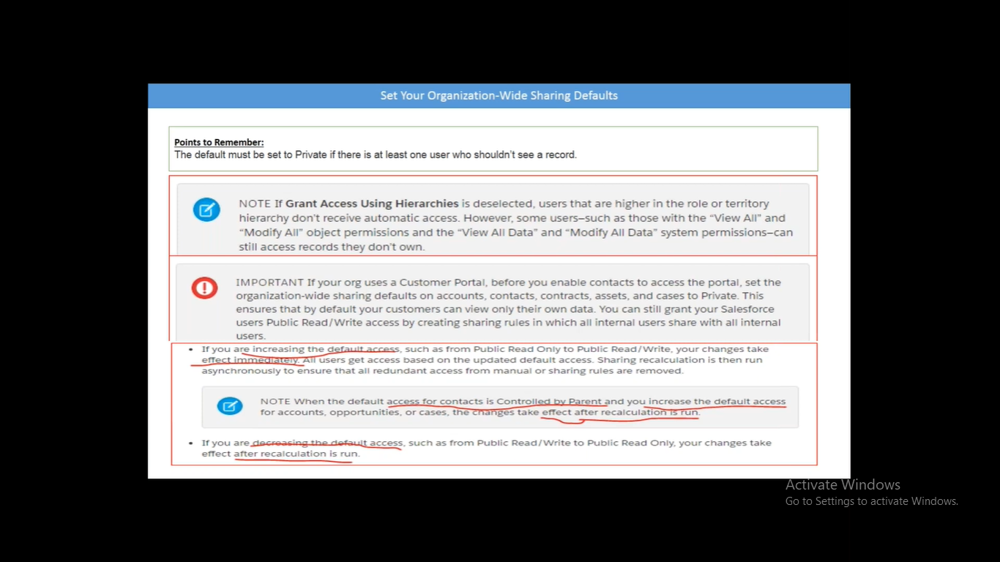 Set Your Organization-Wide Sharing Defaults
Points to Remember:
The default must be set to Private if there is at least one user who shouldn't see a record.
NOTE If Grant Access Using Hierarchies is deselected, users that are higher in the role or territory
hierarchy don't receive automatic access. However, some users–such as those with the “View All” and
“Modify All” object permissions and the “View All Data” and “Modify All Data” system permissions–can
still access records they don't own.
IMPORTANT If your org uses a Customer Portal, before you enable contacts to access the portal, set the
organization-wide sharing defaults on accounts, contacts, contracts, assets, and cases to Private. This
ensures that by default your customers can view only their own data. You can still grant your Salesforce
users Public Read/Write access by creating sharing rules in which all internal users share with all internal
users.
• If you are increasing the default access, such as from Public Read Only to Public Read/Write, your changes take
effect immediately. All users get access based on the updated default access. Sharing recalculation is then run
asynchronously to ensure that all redundant access from manual or sharing rules are removed.
NOTE When the default access for contacts is Controlled by Parent and you increase the default access
for accounts, opportunities, or cases, the changes take effect after recalculation is run.
• If you are decreasing the default access, such as from Public Read/Write to Public Read Only, your changes take
effect after recalculation is run.
Activate Windows
Go to Settings to activate Windows.